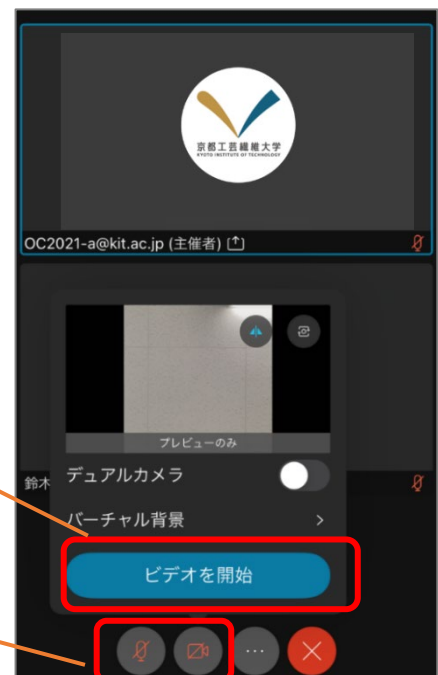 京都工芸繊維大学
KYOTO INSTITUTE OF TECHNOLOGY
OC2021-a@kit.ac.jp (主催者)
プレビューのみ
鈴木
デュアルカメラ
バーチャル背景
ビデオを開始